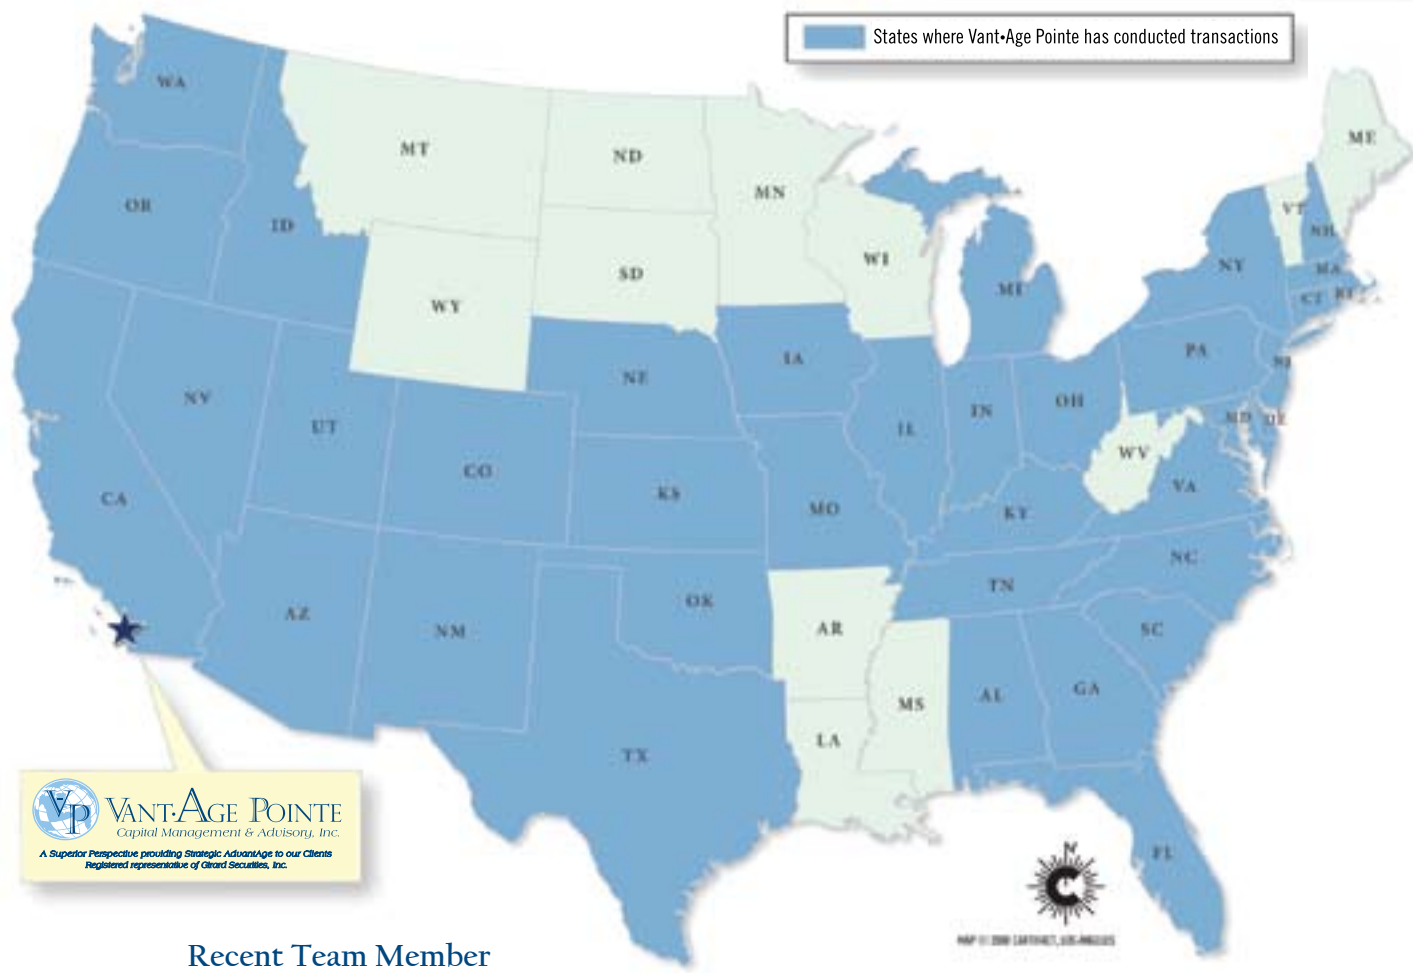 States where Vant•Age Pointe has conducted transactions
WA
ME
MT
ND
MN
VT
OR
ID
NH
WI
NY
MA
SD
MI
CT
RI
WY
IA
PA
NE
NJ
NV
OH
IN
MD
DE
UT
IL
WV
CO
VA
CA
KS
MO
KY
NC
TN
OK
AZ
NM
AR
SC
GA
AL
MS
LA
TX
VP
VANT·AGE POINTE
Capital Management & Advisory, Inc.
A Superior Perspective providing Strategic AdvantAge to our Clients
Registered representative of Girard Securities, Inc.
FL
N
C
Recent Team Member